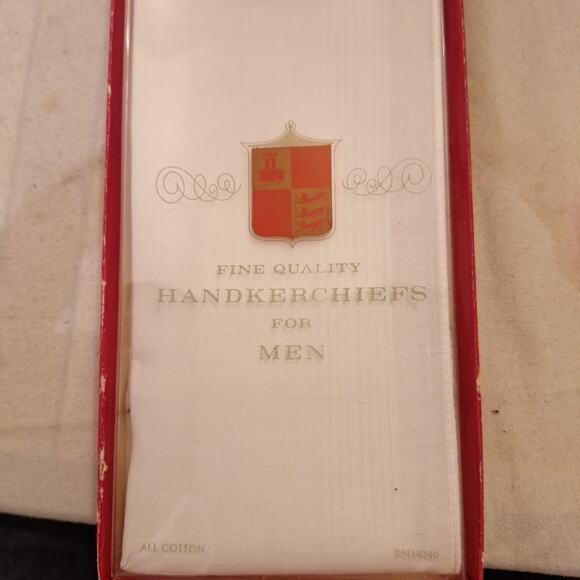 FINE QUALITY
HANDKERCHIEFS
FOR
MEN
ALL COTTON RN14240